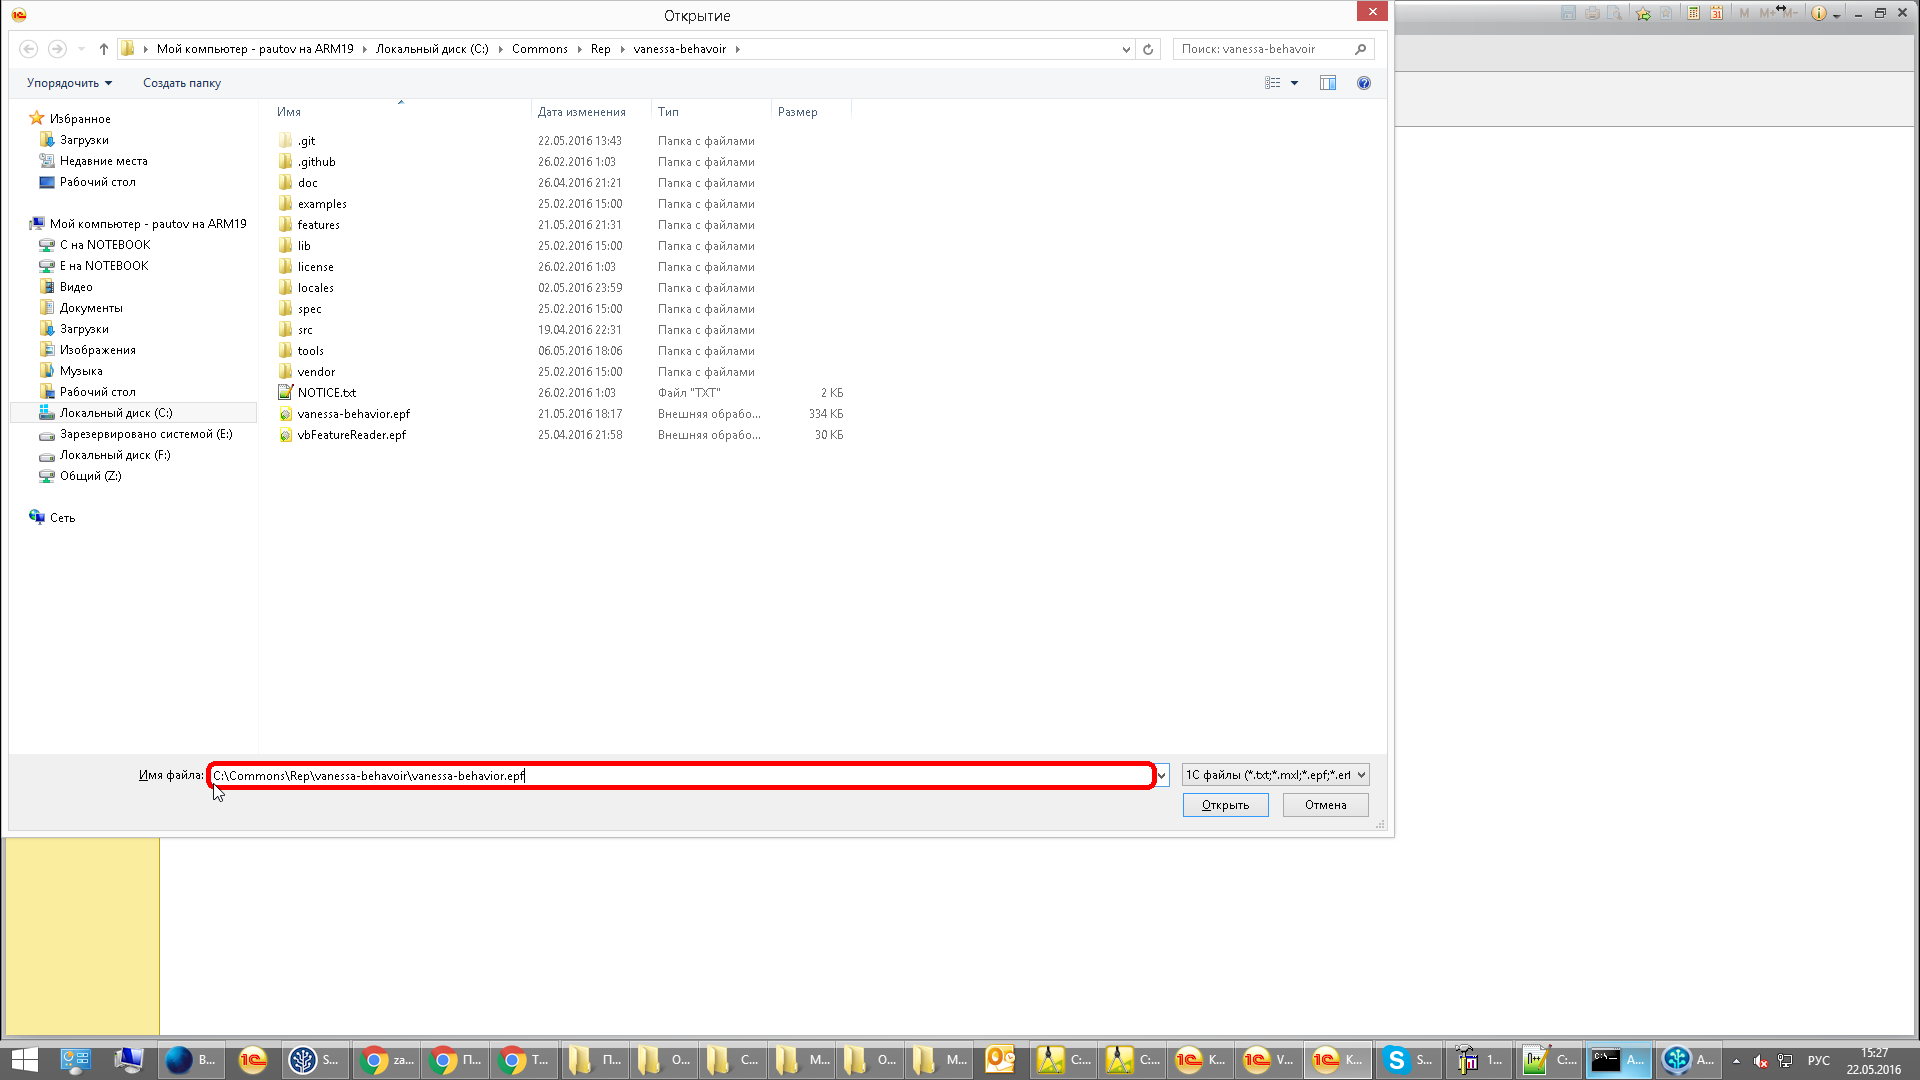 Открытие
M M+ M-
Мой компьютер - pautov на ARM19 Локальный диск (C:) Commons Rep vanessa-behavoir
Поиск: vanessa-behavoir
Упорядочить Создать папку
Имя Дата изменения Тип Размер
Избранное
Загрузки
Недавние места
Рабочий стол
Мой компьютер - pautov на ARM19
C на NOTEBOOK
E на NOTEBOOK
Видео
Документы
Загрузки
Изображения
Музыка
Рабочий стол
Локальный диск (C:)
Зарезервировано системой (E:)
Локальный диск (F:)
Общий (Z:)
Сеть
.git 22.05.2016 13:43 Папка с файлами
.github 26.02.2016 1:03 Папка с файлами
doc 26.04.2016 21:21 Папка с файлами
examples 25.02.2016 15:00 Папка с файлами
features 21.05.2016 21:31 Папка с файлами
lib 25.02.2016 15:00 Папка с файлами
license 26.02.2016 1:03 Папка с файлами
locales 02.05.2016 23:59 Папка с файлами
spec 25.02.2016 15:00 Папка с файлами
src 19.04.2016 22:31 Папка с файлами
tools 06.05.2016 18:06 Папка с файлами
vendor 25.02.2016 15:00 Папка с файлами
NOTICE.txt 26.02.2016 1:03 Файл "TXT" 2 КБ
vanessa-behavior.epf 21.05.2016 18:17 Внешняя обрабо... 334 КБ
vbFeatureReader.epf 25.04.2016 21:58 Внешняя обрабо... 30 КБ
Имя файла: C:\Commons\Rep\vanessa-behavoir\vanessa-behavior.epf
1C файлы (*.txt;*.mxl;*.epf;*.erf
Открыть Отмена
B... S... za... П... T... П... О... С... М... О... М... C:... C:... К... V... К... S... 1... C:... A... A... РУС
15:27
22.05.2016